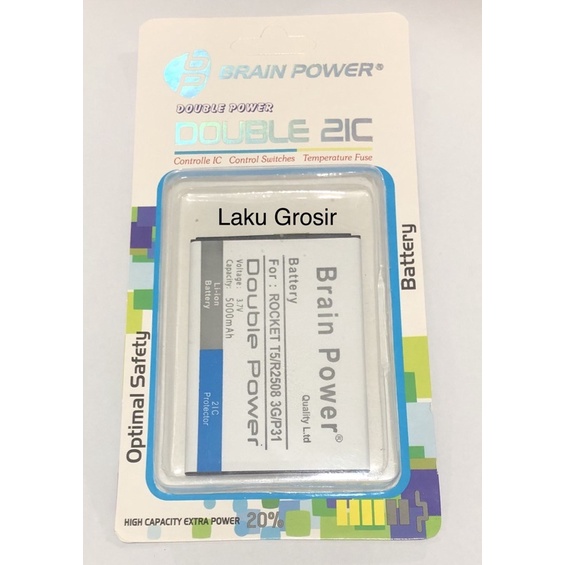 BRAIN POWER®
DOUBLE POWER
DOUBLE 2IC
Controlle IC Control Switches Temperature Fuse
Laku Grosir
Battery
Optimal Safety
Brain Power®
Quality L.td
Battery
For : ROCKET T5/R2508 3G/P31
Double Power
Voltage: 3.7V
Capacity: 5000mAh
Li-Ion
Battery
2IC
Protector
HIGH CAPACITY EXTRA POWER 20%